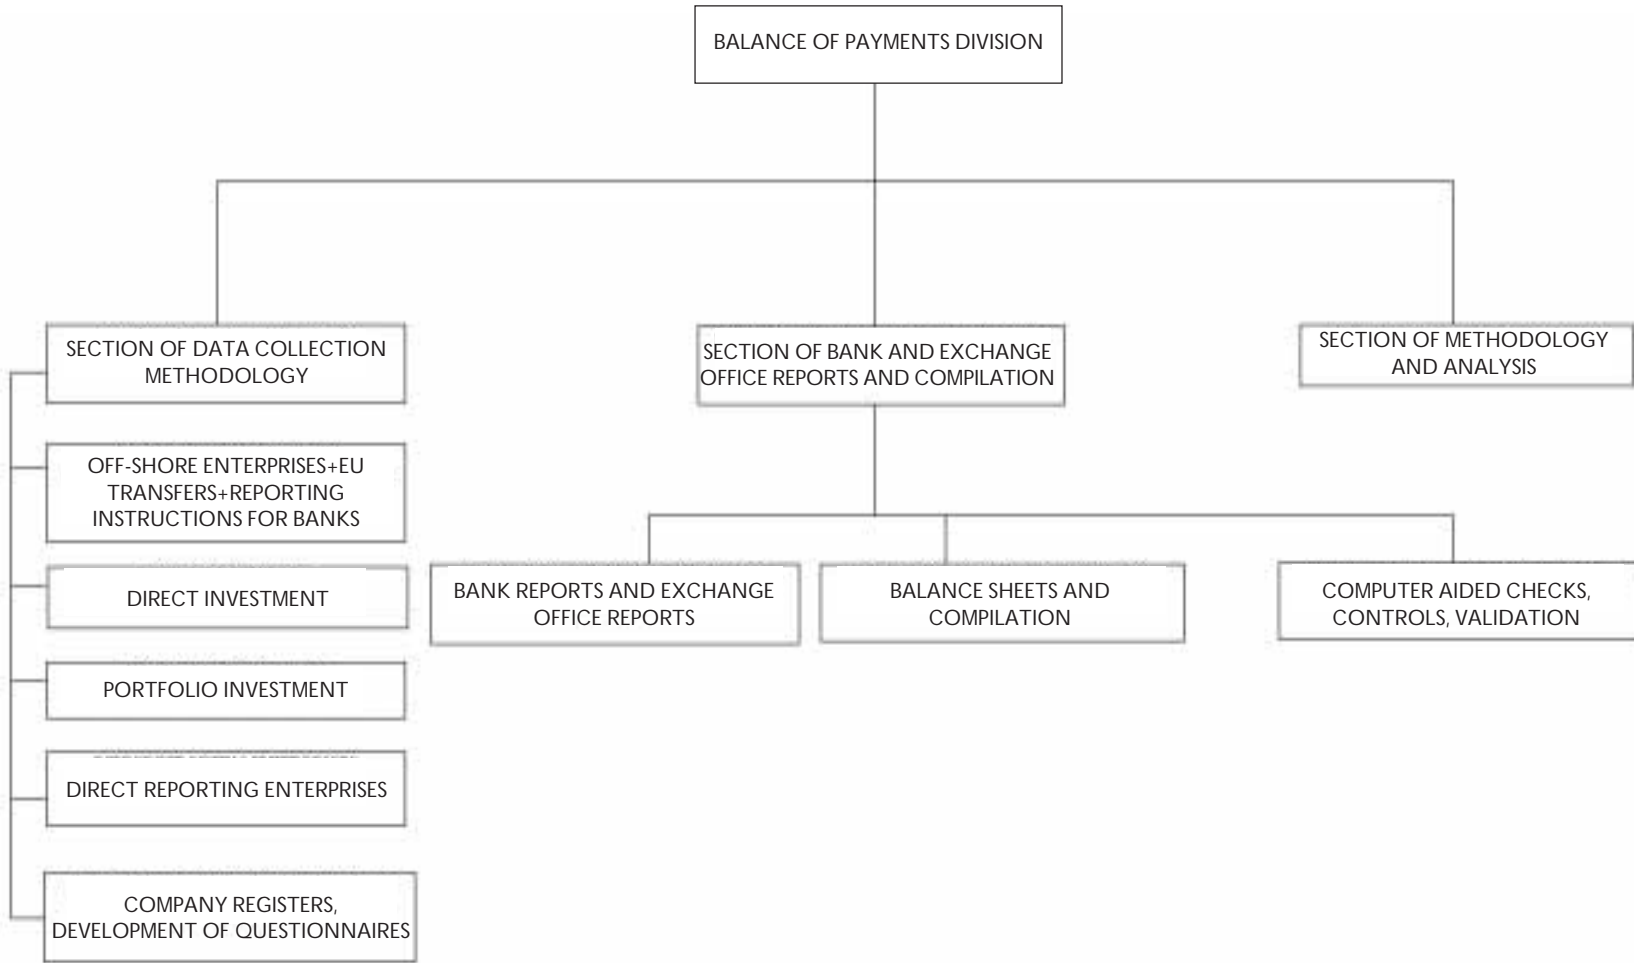 BALANCE OF PAYMENTS DIVISION
SECTION OF DATA COLLECTION
METHODOLOGY
SECTION OF BANK AND EXCHANGE
OFFICE REPORTS AND COMPILATION
SECTION OF METHODOLOGY
AND ANALYSIS
OFF-SHORE ENTERPRISES+EU
TRANSFERS+REPORTING
INSTRUCTIONS FOR BANKS
DIRECT INVESTMENT
PORTFOLIO INVESTMENT
DIRECT REPORTING ENTERPRISES
COMPANY REGISTERS,
DEVELOPMENT OF QUESTIONNAIRES
BANK REPORTS AND EXCHANGE
OFFICE REPORTS
BALANCE SHEETS AND
COMPILATION
COMPUTER AIDED CHECKS,
CONTROLS, VALIDATION